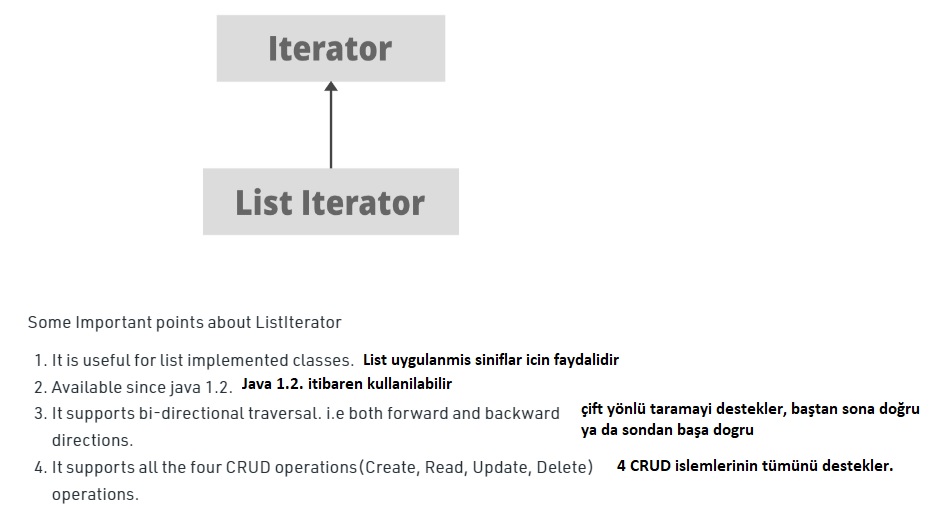 Iterator
List Iterator
Some Important points about ListIterator
1. It is useful for list implemented classes. List uygulanmis siniflar icin faydalidir
2. Available since java 1.2. Java 1.2. itibaren kullanilabilir
3. It supports bi-directional traversal. i.e both forward and backward çift yönlü taramayi destekler, baştan sona doğru
directions. ya da sondan başa dogru
4. It supports all the four CRUD operations(Create, Read, Update, Delete) 4 CRUD islemlerinin tümünü destekler.
operations.